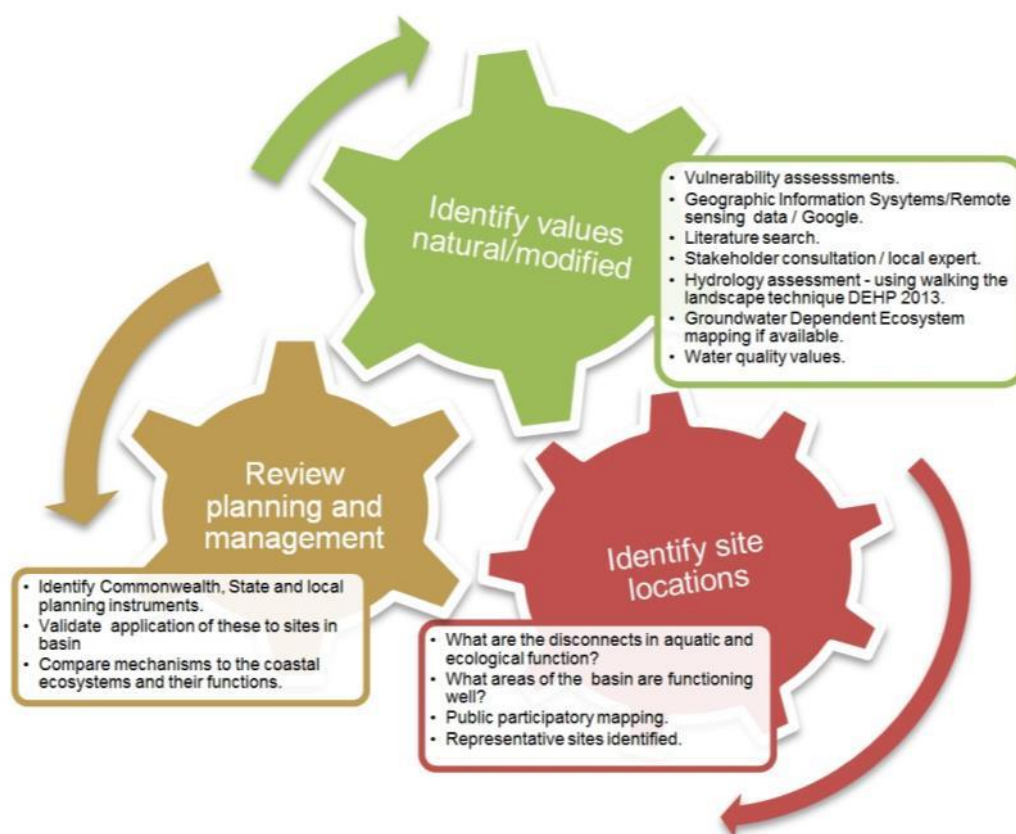 Identify values
natural/modified
• Vulnerability assesssments.
• Geographic Information Sysytems/Remote
sensing data / Google.
• Literature search.
• Stakeholder consultation / local expert.
• Hydrology assessment - using walking the
landscape technique DEHP 2013.
• Groundwater Dependent Ecosystem
mapping if available.
• Water quality values.
Review
planning and
management
• Identify Commonwealth, State and local
planning instruments.
• Validate application of these to sites in
basin
• Compare mechanisms to the coastal
ecosystems and their functions.
Identify site
locations
• What are the disconnects in aquatic and
ecological function?
• What areas of the basin are functioning
well?
• Public participatory mapping.
• Representative sites identified.